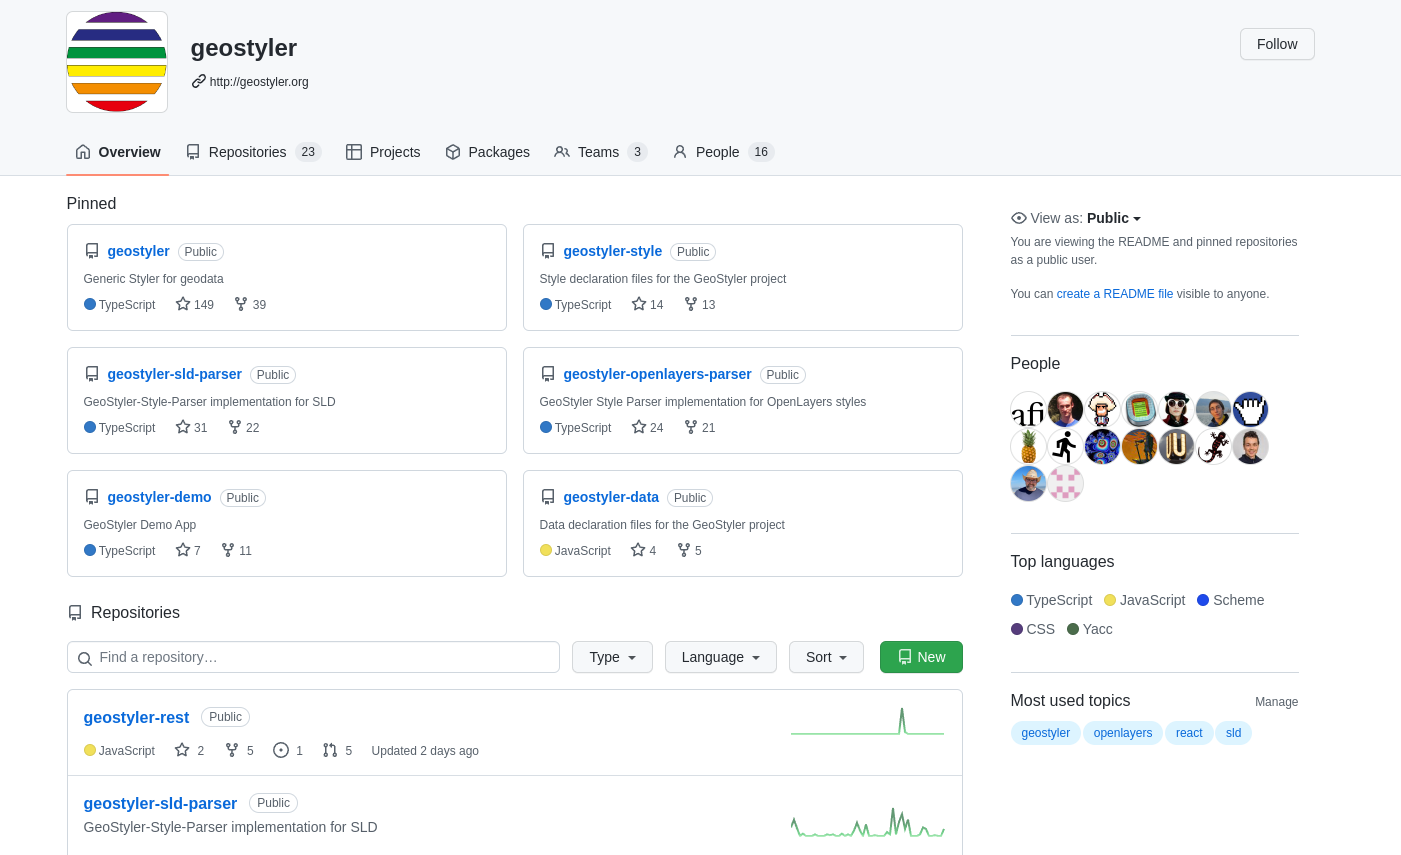 geostyler
http://geostyler.org
Follow
Overview
Repositories 23
Projects
Packages
Teams 3
People 16
Pinned
geostyler Public
Generic Styler for geodata
TypeScript 149 39
geostyler-style Public
Style declaration files for the GeoStyler project
TypeScript 14 13
geostyler-sld-parser Public
GeoStyler-Style-Parser implementation for SLD
TypeScript 31 22
geostyler-openlayers-parser Public
GeoStyler Style Parser implementation for OpenLayers styles
TypeScript 24 21
geostyler-demo Public
GeoStyler Demo App
TypeScript 7 11
geostyler-data Public
Data declaration files for the GeoStyler project
JavaScript 4 5
Repositories
Find a repository…
Type
Language
Sort
New
geostyler-rest Public
JavaScript 2 5 1 5 Updated 2 days ago
geostyler-sld-parser Public
GeoStyler-Style-Parser implementation for SLD
View as: Public
You are viewing the README and pinned repositories
as a public user.
You can create a README file visible to anyone.
People
afi
Top languages
TypeScript JavaScript Scheme
CSS Yacc
Most used topics
Manage
geostyler openlayers react sld